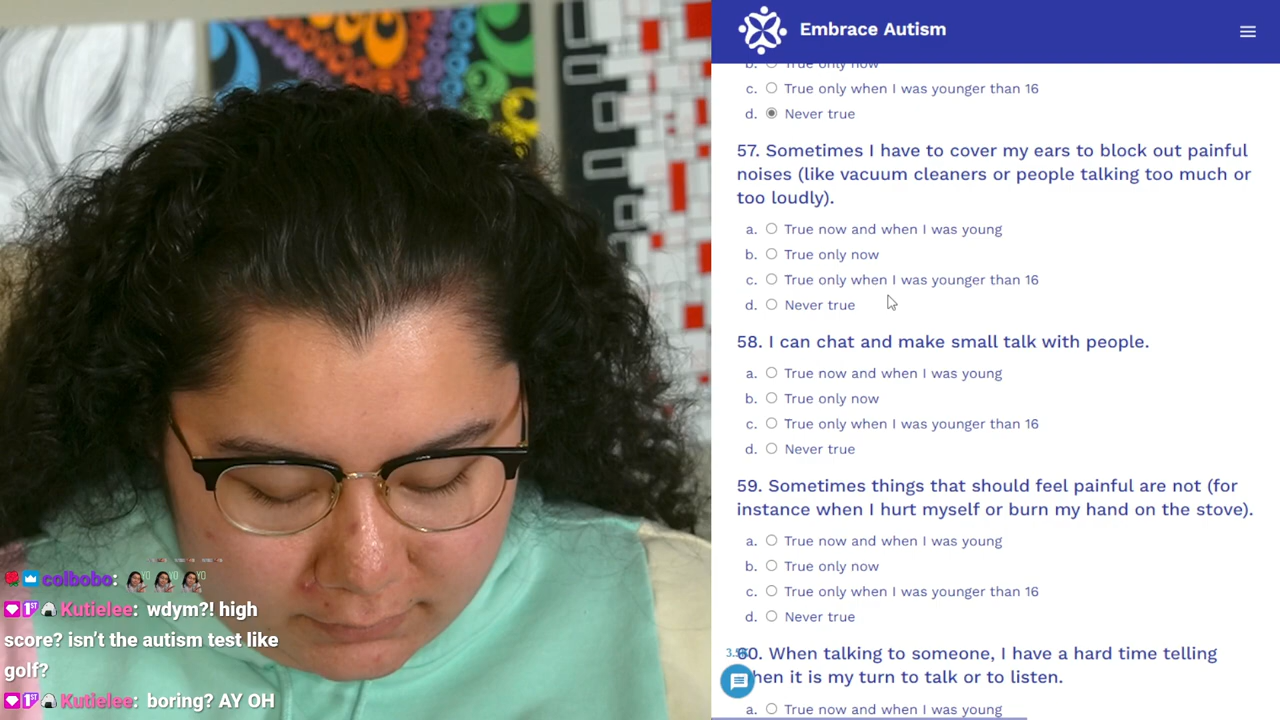 Embrace Autism
b. True only now
c. True only when I was younger than 16
d. Never true
57. Sometimes I have to cover my ears to block out painful
noises (like vacuum cleaners or people talking too much or
too loudly).
a. True now and when I was young
b. True only now
c. True only when I was younger than 16
d. Never true
58. I can chat and make small talk with people.
a. True now and when I was young
b. True only now
c. True only when I was younger than 16
d. Never true
59. Sometimes things that should feel painful are not (for
instance when I hurt myself or burn my hand on the stove).
a. True now and when I was young
b. True only now
c. True only when I was younger than 16
d. Never true
60. When talking to someone, I have a hard time telling
when it is my turn to talk or to listen.
a. True now and when I was young
colbobo:
1ST Kutielee: wdym?! high
score? isn't the autism test like
golf?
1ST Kutielee: boring? AY OH